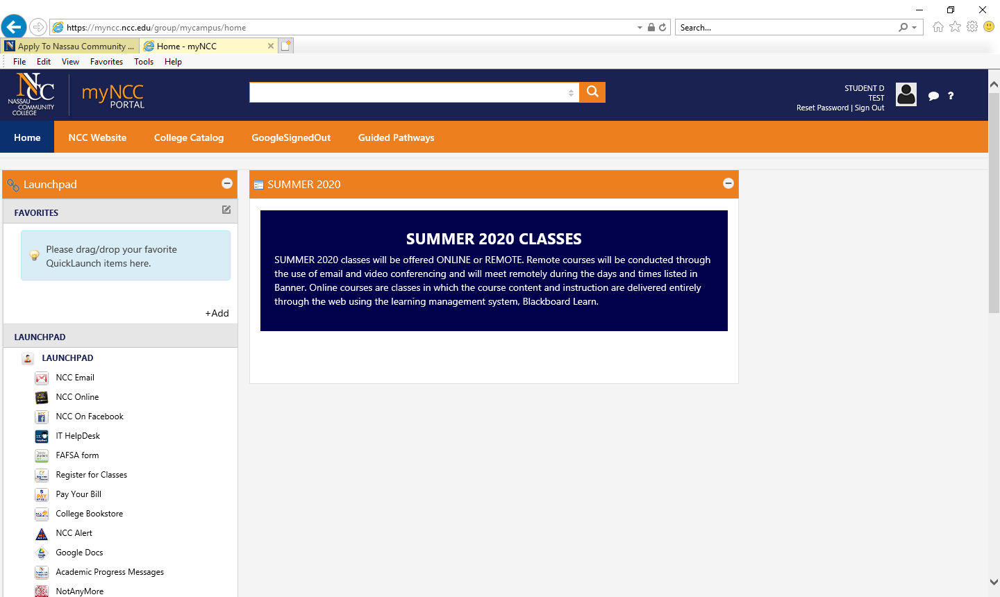 https://myncc.ncc.edu/group/mycampus/home
Search...
Apply To Nassau Community ...
Home - myNCC
File Edit View Favorites Tools Help
NCC
NASSAU
COMMUNITY
COLLEGE
myNCC
PORTAL
STUDENT D
TEST
Reset Password | Sign Out
?
Home NCC Website College Catalog GoogleSignedOut Guided Pathways
Launchpad
FAVORITES
Please drag/drop your favorite
QuickLaunch items here.
+Add
LAUNCHPAD
LAUNCHPAD
NCC Email
NCC Online
NCC On Facebook
IT HelpDesk
FAFSA form
Register for Classes
Pay Your Bill
College Bookstore
NCC Alert
Google Docs
Academic Progress Messages
NotAnyMore
SUMMER 2020
SUMMER 2020 CLASSES
SUMMER 2020 classes will be offered ONLINE or REMOTE. Remote courses will be conducted through
the use of email and video conferencing and will meet remotely during the days and times listed in
Banner. Online courses are classes in which the course content and instruction are delivered entirely
through the web using the learning management system, Blackboard Learn.